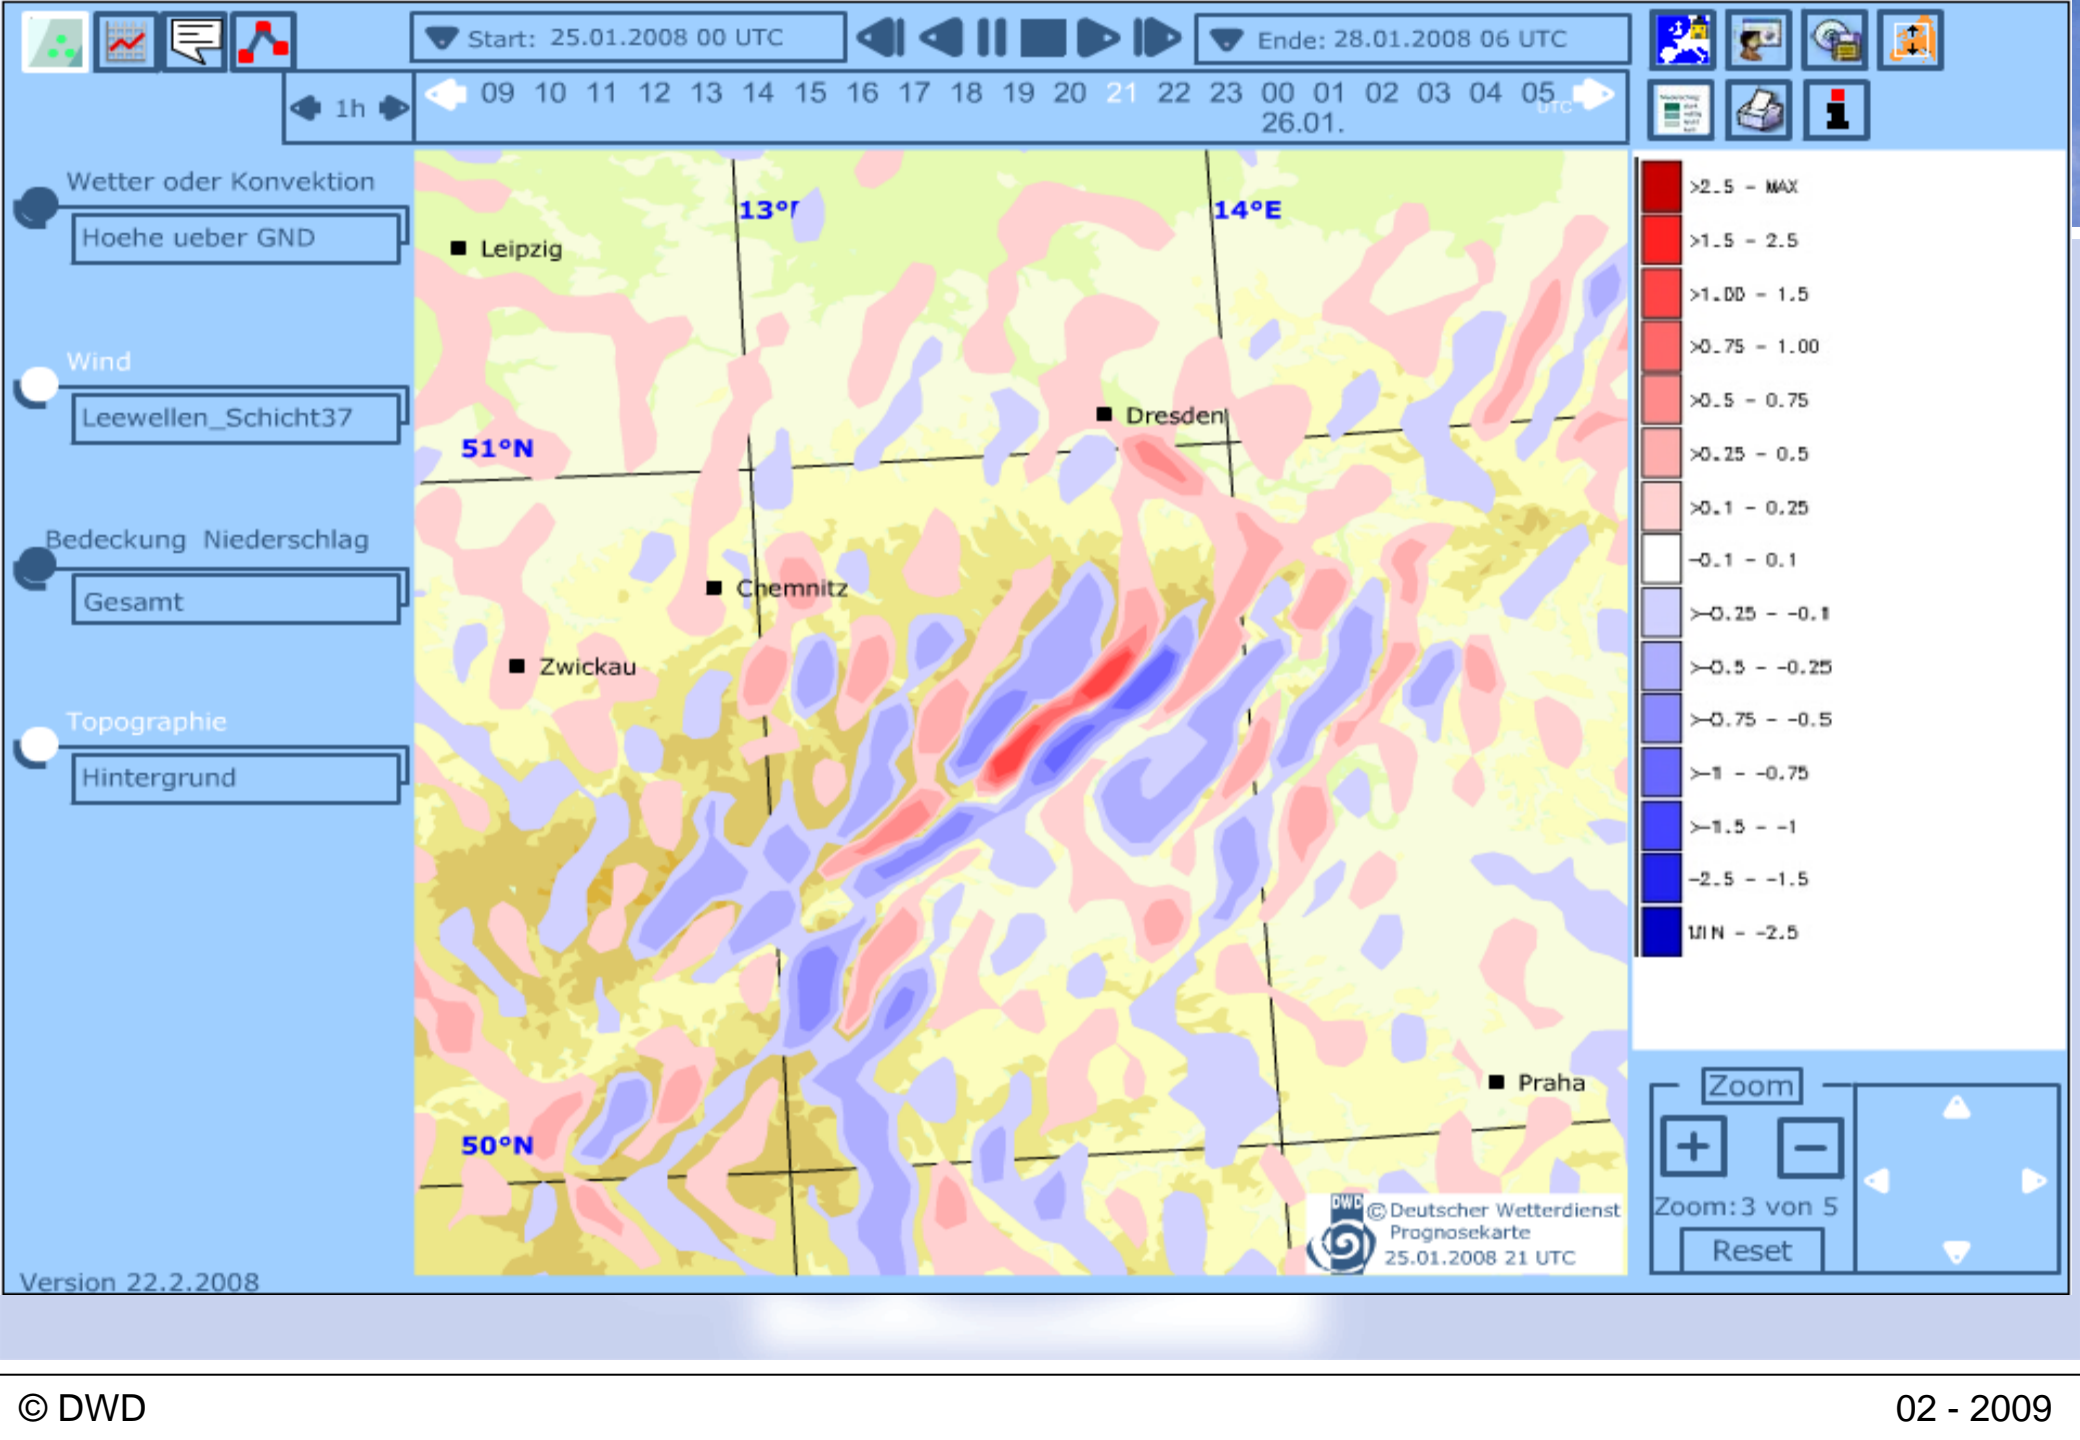 Start: 25.01.2008 00 UTC
Ende: 28.01.2008 06 UTC
1h
09 10 11 12 13 14 15 16 17 18 19 20 21 22 23 00 01 02 03 04 05 UTC
26.01.
Wetter oder Konvektion
Hoehe ueber GND
Wind
Leewellen_Schicht37
Bedeckung Niederschlag
Gesamt
Topographie
Hintergrund
Version 22.2.2008
13°E
14°E
Leipzig
Dresden
51°N
Chemnitz
Zwickau
Praha
50°N
DWD
© Deutscher Wetterdienst
Prognosekarte
25.01.2008 21 UTC
>2.5 - MAX
>1.5 - 2.5
>1.00 - 1.5
>0.75 - 1.00
>0.5 - 0.75
>0.25 - 0.5
>0.1 - 0.25
-0.1 - 0.1
>-0.25 - -0.1
>-0.5 - -0.25
>-0.75 - -0.5
>-1 - -0.75
>-1.5 - -1
-2.5 - -1.5
MIN - -2.5
Zoom
+ −
Zoom:3 von 5
Reset
© DWD
02 - 2009